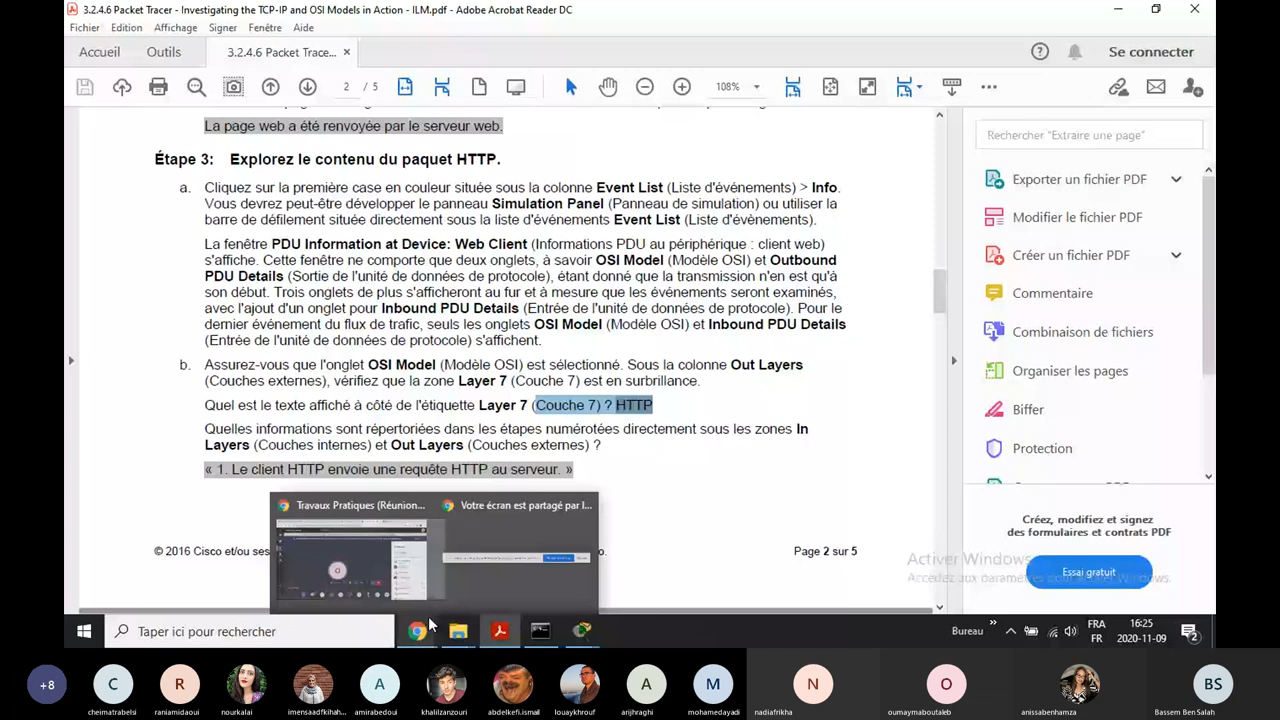 3.2.4.6 Packet Tracer - Investigating the TCP-IP and OSI Models in Action - ILM.pdf - Adobe Acrobat Reader DC
Fichier Edition Affichage Signer Fenêtre Aide
Accueil Outils 3.2.4.6 Packet Tracer... × Se connecter
2 / 5 108%
La page web a été renvoyée par le serveur web.
Étape 3: Explorez le contenu du paquet HTTP.
a. Cliquez sur la première case en couleur située sous la colonne Event List (Liste d'événements) > Info.
Vous devrez peut-être développer le panneau Simulation Panel (Panneau de simulation) ou utiliser la
barre de défilement située directement sous la liste d'événements Event List (Liste d'évènements).
La fenêtre PDU Information at Device: Web Client (Informations PDU au périphérique : client web)
s'affiche. Cette fenêtre ne comporte que deux onglets, à savoir OSI Model (Modèle OSI) et Outbound
PDU Details (Sortie de l'unité de données de protocole), étant donné que la transmission n'en est qu'à
son début. Trois onglets de plus s'afficheront au fur et à mesure que les événements seront examinés,
avec l'ajout d'un onglet pour Inbound PDU Details (Entrée de l'unité de données de protocole). Pour le
dernier événement du flux de trafic, seuls les onglets OSI Model (Modèle OSI) et Inbound PDU Details
(Entrée de l'unité de données de protocole) s'affichent.
b. Assurez-vous que l'onglet OSI Model (Modèle OSI) est sélectionné. Sous la colonne Out Layers
(Couches externes), vérifiez que la zone Layer 7 (Couche 7) est en surbrillance.
Quel est le texte affiché à côté de l'étiquette Layer 7 (Couche 7) ? HTTP
Quelles informations sont répertoriées dans les étapes numérotées directement sous les zones In
Layers (Couches internes) et Out Layers (Couches externes) ?
« 1. Le client HTTP envoie une requête HTTP au serveur. »
Travaux Pratiques (Réunion... Votre écran est partagé par l...
© 2016 Cisco et/ou ses
o. Page 2 sur 5
Rechercher "Extraire une page"
Exporter un fichier PDF
Modifier le fichier PDF
Créer un fichier PDF
Commentaire
Combinaison de fichiers
Organiser les pages
Biffer
Protection
Créez, modifiez et signez
des formulaires et contrats PDF
Activer Windows
Accédez aux paramètres pour activer Windows.
Essai gratuit
Taper ici pour rechercher
Bureau » FRA 16:25
FR 2020-11-09 2
+8 C R A A M N O BS
cheimatrabelsi raniamidaoui nourkalai imensaadfkihah... amirabedoui khalilzanzouri abdelkefi.ismail louaykhrouf arijhraghi mohamedayadi nadiafrikha oumaymaboutaleb anissabenhamza Bassem Ben Salah